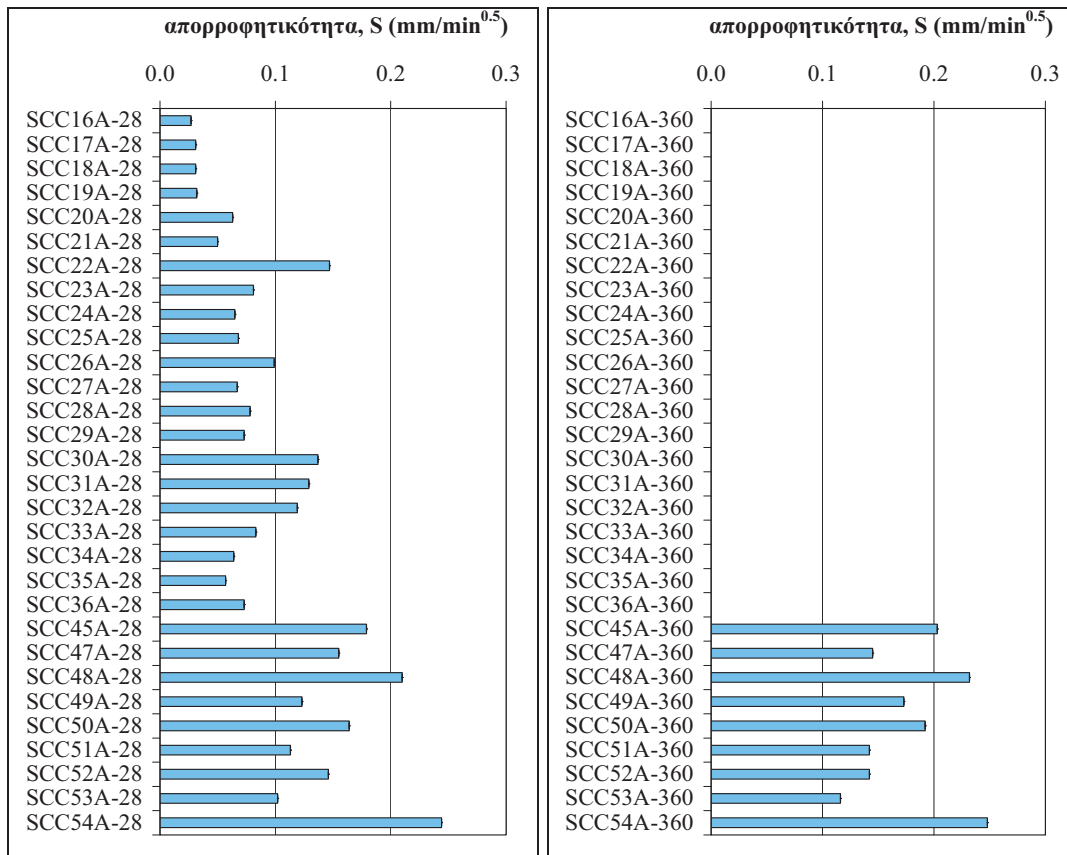 απορροφητικότητα, S (mm/min^0.5)
0.0 0.1 0.2 0.3
SCC16A-28
SCC17A-28
SCC18A-28
SCC19A-28
SCC20A-28
SCC21A-28
SCC22A-28
SCC23A-28
SCC24A-28
SCC25A-28
SCC26A-28
SCC27A-28
SCC28A-28
SCC29A-28
SCC30A-28
SCC31A-28
SCC32A-28
SCC33A-28
SCC34A-28
SCC35A-28
SCC36A-28
SCC45A-28
SCC47A-28
SCC48A-28
SCC49A-28
SCC50A-28
SCC51A-28
SCC52A-28
SCC53A-28
SCC54A-28
απορροφητικότητα, S (mm/min^0.5)
0.0 0.1 0.2 0.3
SCC16A-360
SCC17A-360
SCC18A-360
SCC19A-360
SCC20A-360
SCC21A-360
SCC22A-360
SCC23A-360
SCC24A-360
SCC25A-360
SCC26A-360
SCC27A-360
SCC28A-360
SCC29A-360
SCC30A-360
SCC31A-360
SCC32A-360
SCC33A-360
SCC34A-360
SCC35A-360
SCC36A-360
SCC45A-360
SCC47A-360
SCC48A-360
SCC49A-360
SCC50A-360
SCC51A-360
SCC52A-360
SCC53A-360
SCC54A-360